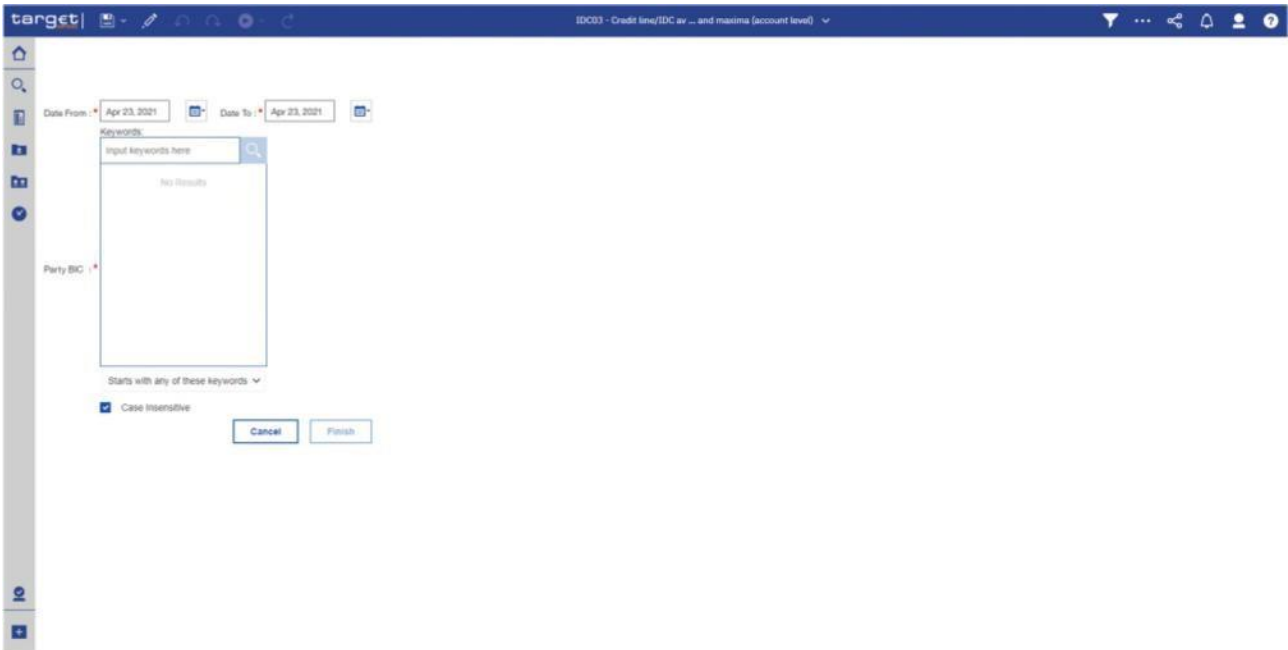 target|
IDC03 - Credit line/IDC av ... and maxima (account level)
Date From : * Apr 23, 2021 Date To : * Apr 23, 2021
Keywords:
Input keywords here
No Results
Party BIC : *
Starts with any of these keywords
Case Insensitive
Cancel Finish